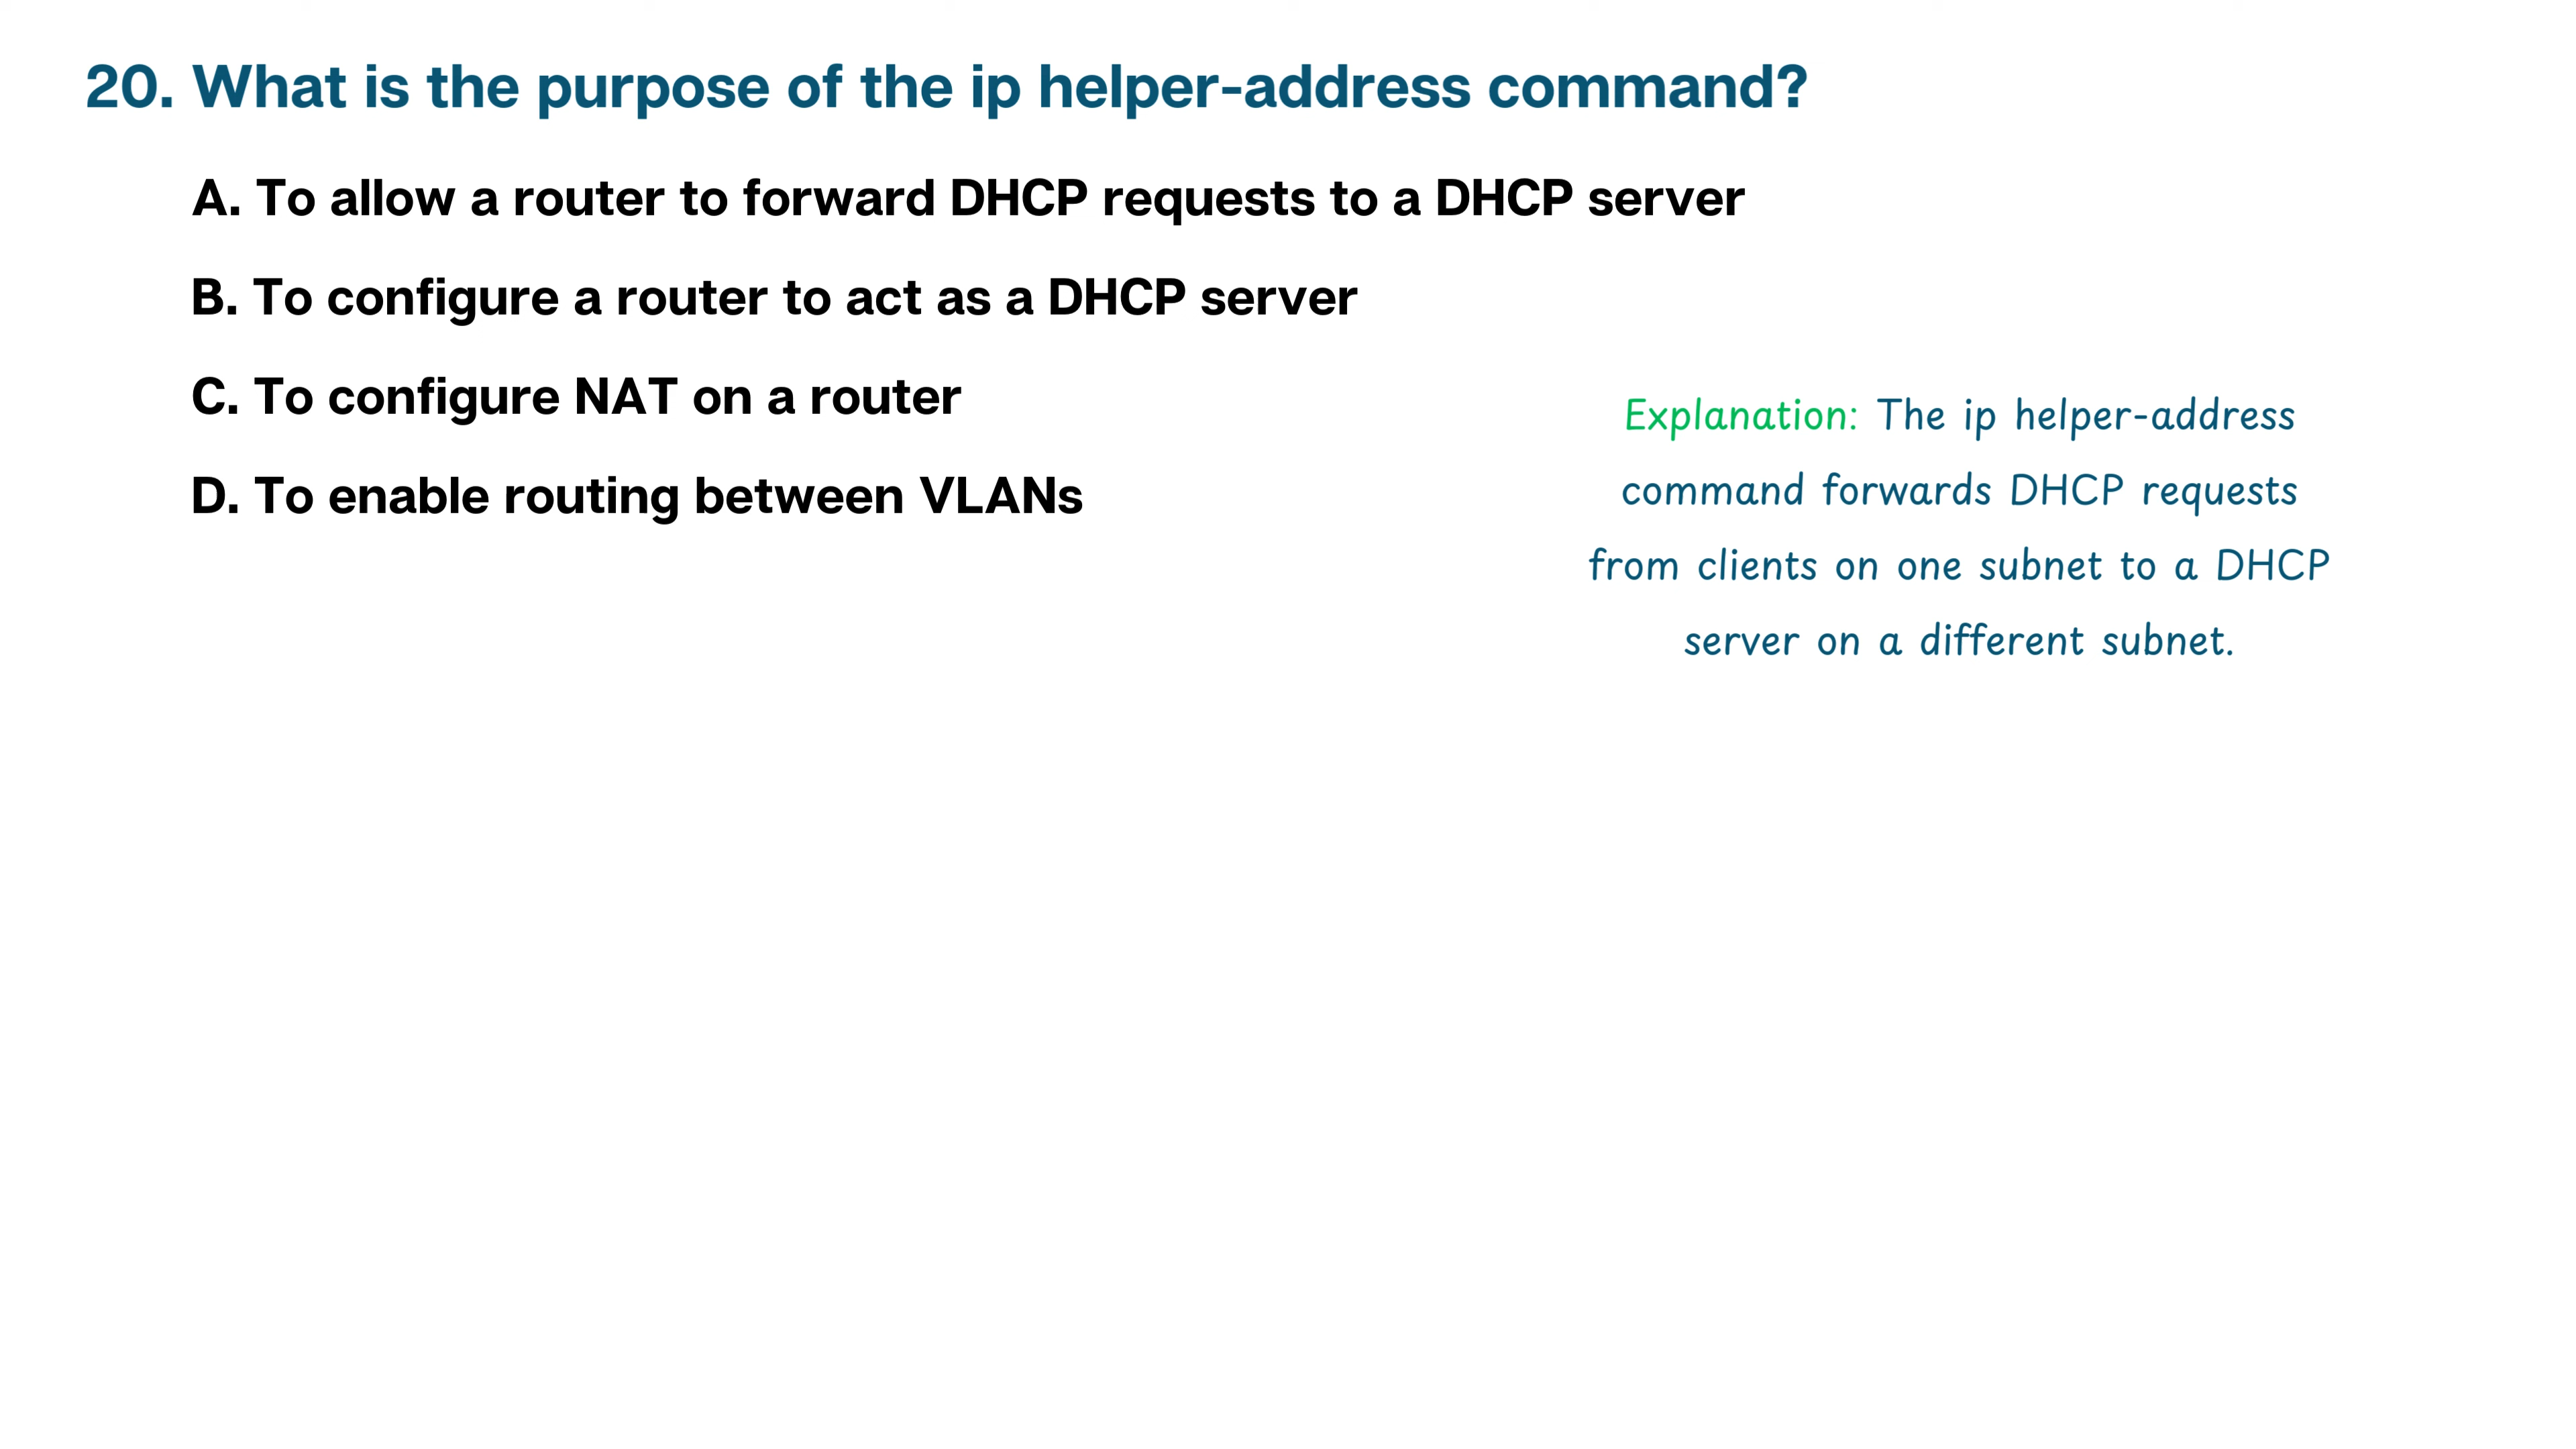 20. What is the purpose of the ip helper-address command?
A. To allow a router to forward DHCP requests to a DHCP server
B. To configure a router to act as a DHCP server
C. To configure NAT on a router
D. To enable routing between VLANs
Explanation: The ip helper-address
command forwards DHCP requests
from clients on one subnet to a DHCP
server on a different subnet.